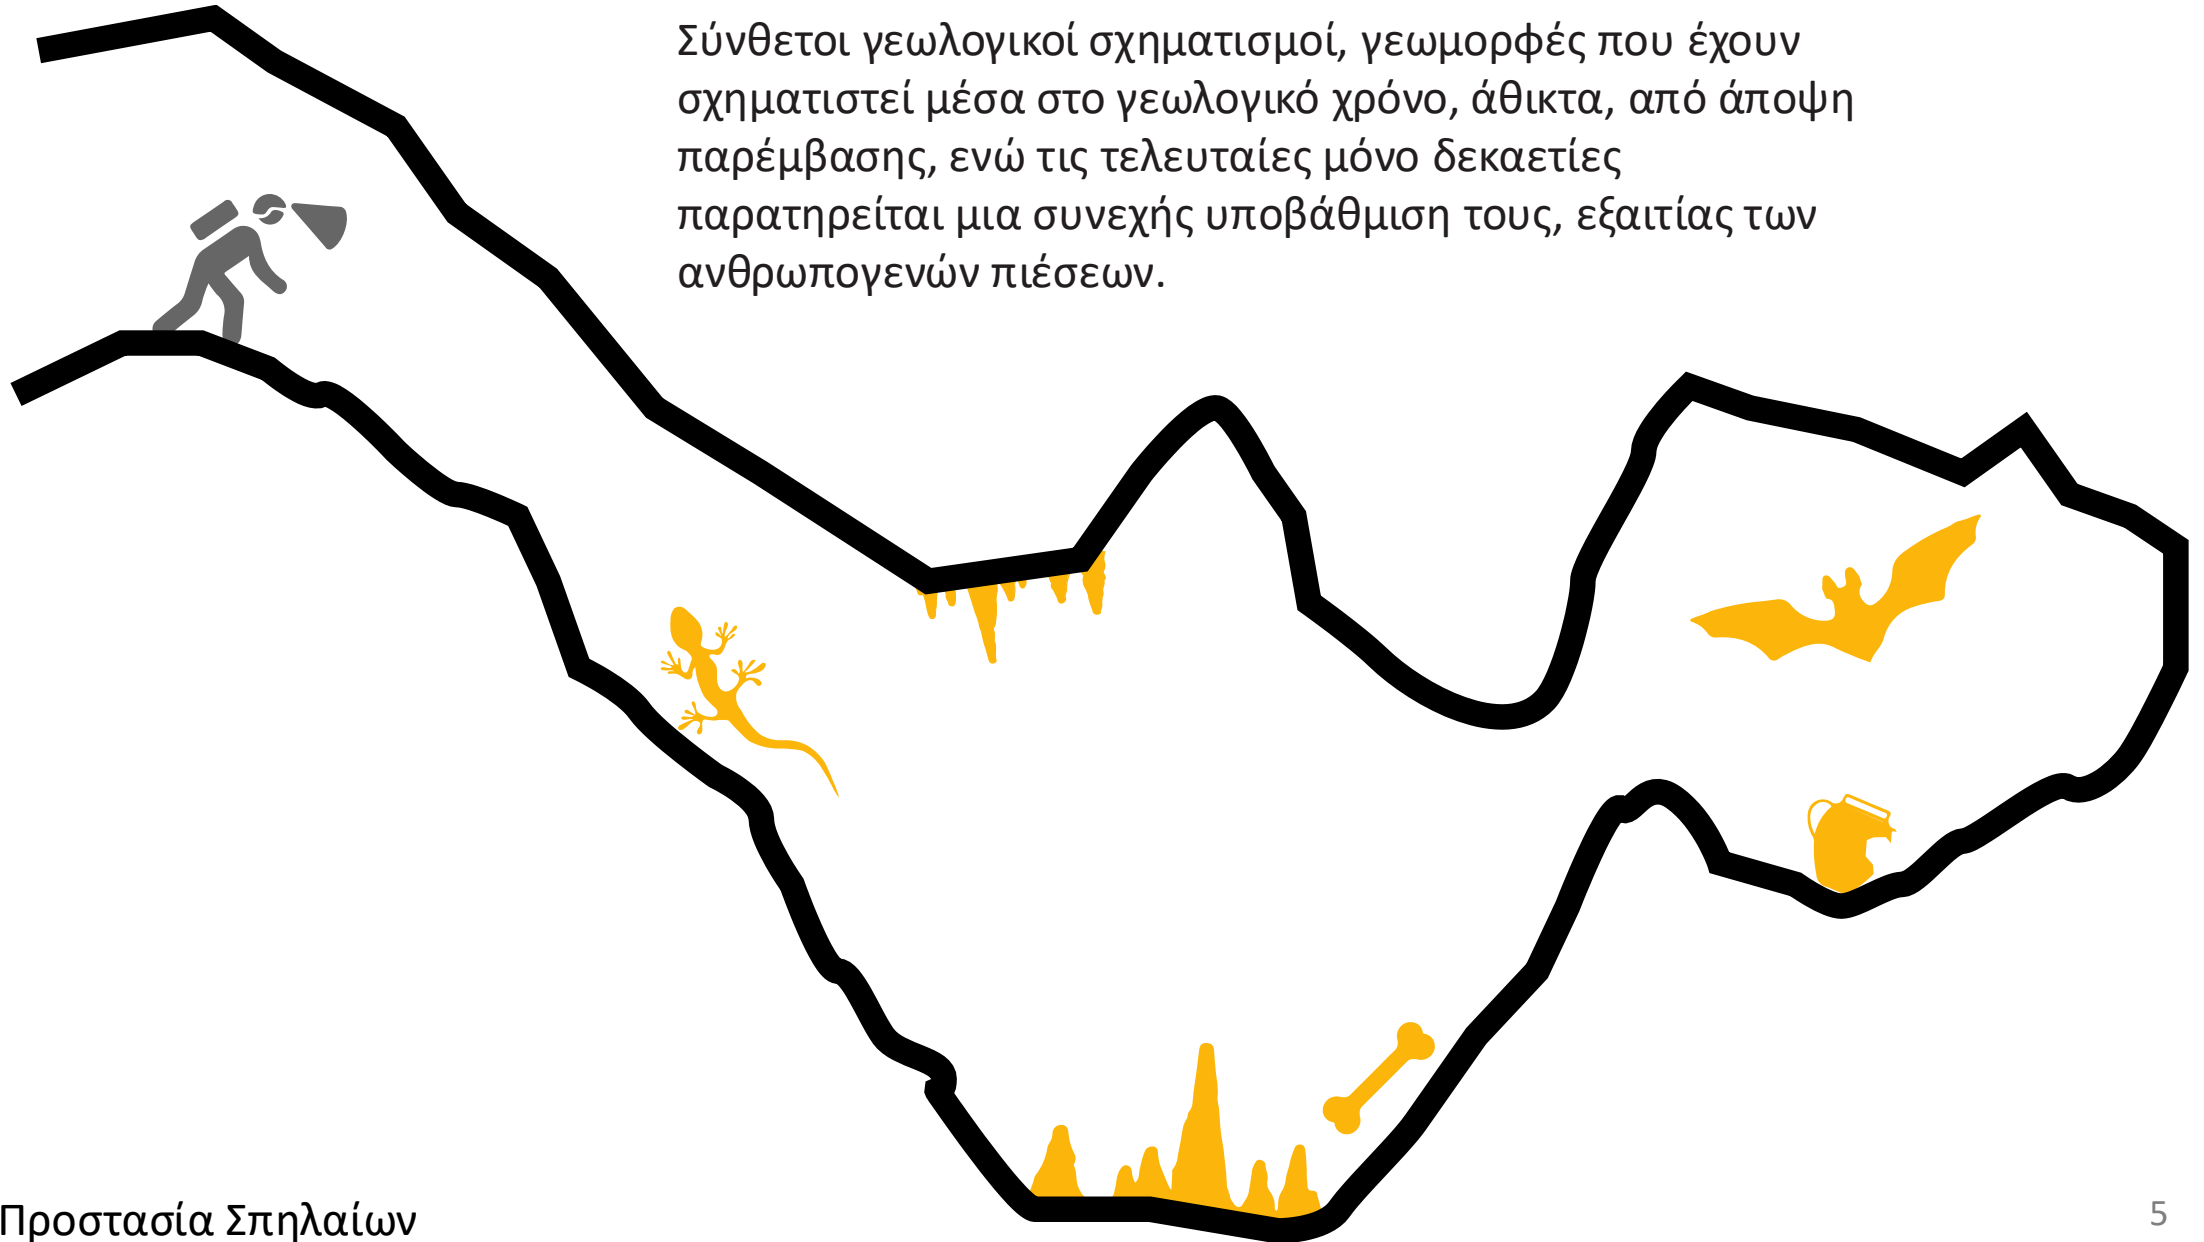 Σύνθετοι γεωλογικοί σχηματισμοί, γεωμορφές που έχουν
σχηματιστεί μέσα στο γεωλογικό χρόνο, άθικτα, από άποψη
παρέμβασης, ενώ τις τελευταίες μόνο δεκαετίες
παρατηρείται μια συνεχής υποβάθμιση τους, εξαιτίας των
ανθρωπογενών πιέσεων.
Προστασία Σπηλαίων
5